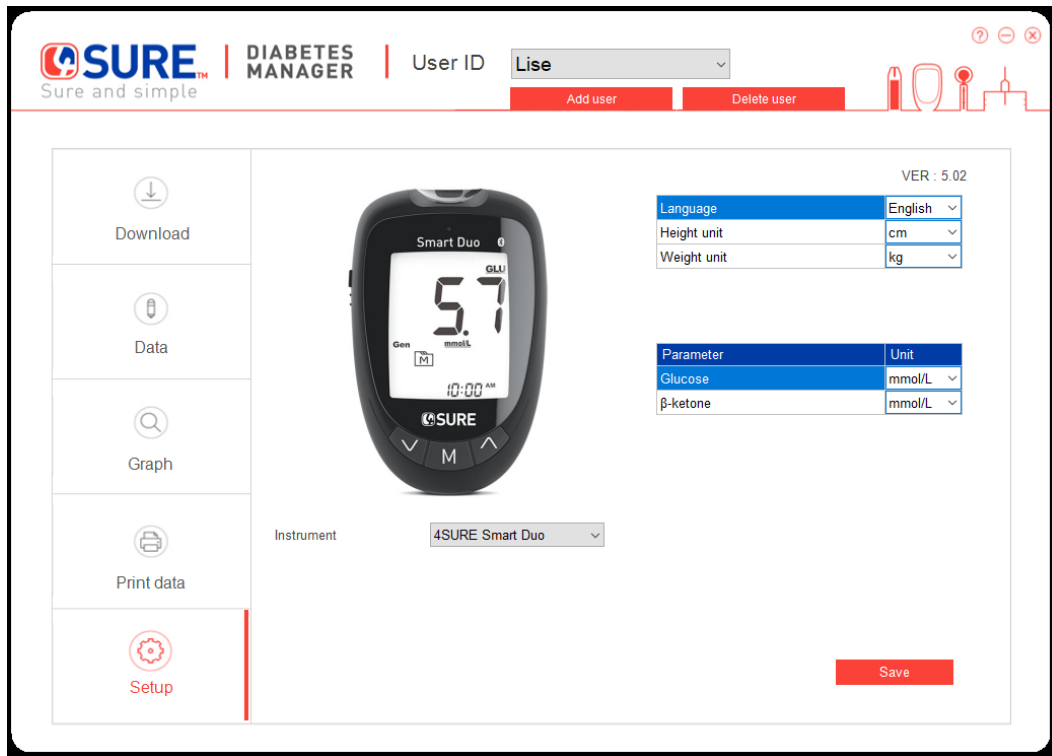 4SURE™
Sure and simple
DIABETES
MANAGER
User ID
Lise
Add user
Delete user
VER : 5.02
Download
Data
Graph
Print data
Setup
Smart Duo
GLU
5.7
Gen
mmol/L
M
10:00 AM
4SURE
M
Instrument
4SURE Smart Duo
Language English
Height unit cm
Weight unit kg
Parameter Unit
Glucose mmol/L
β-ketone mmol/L
Save